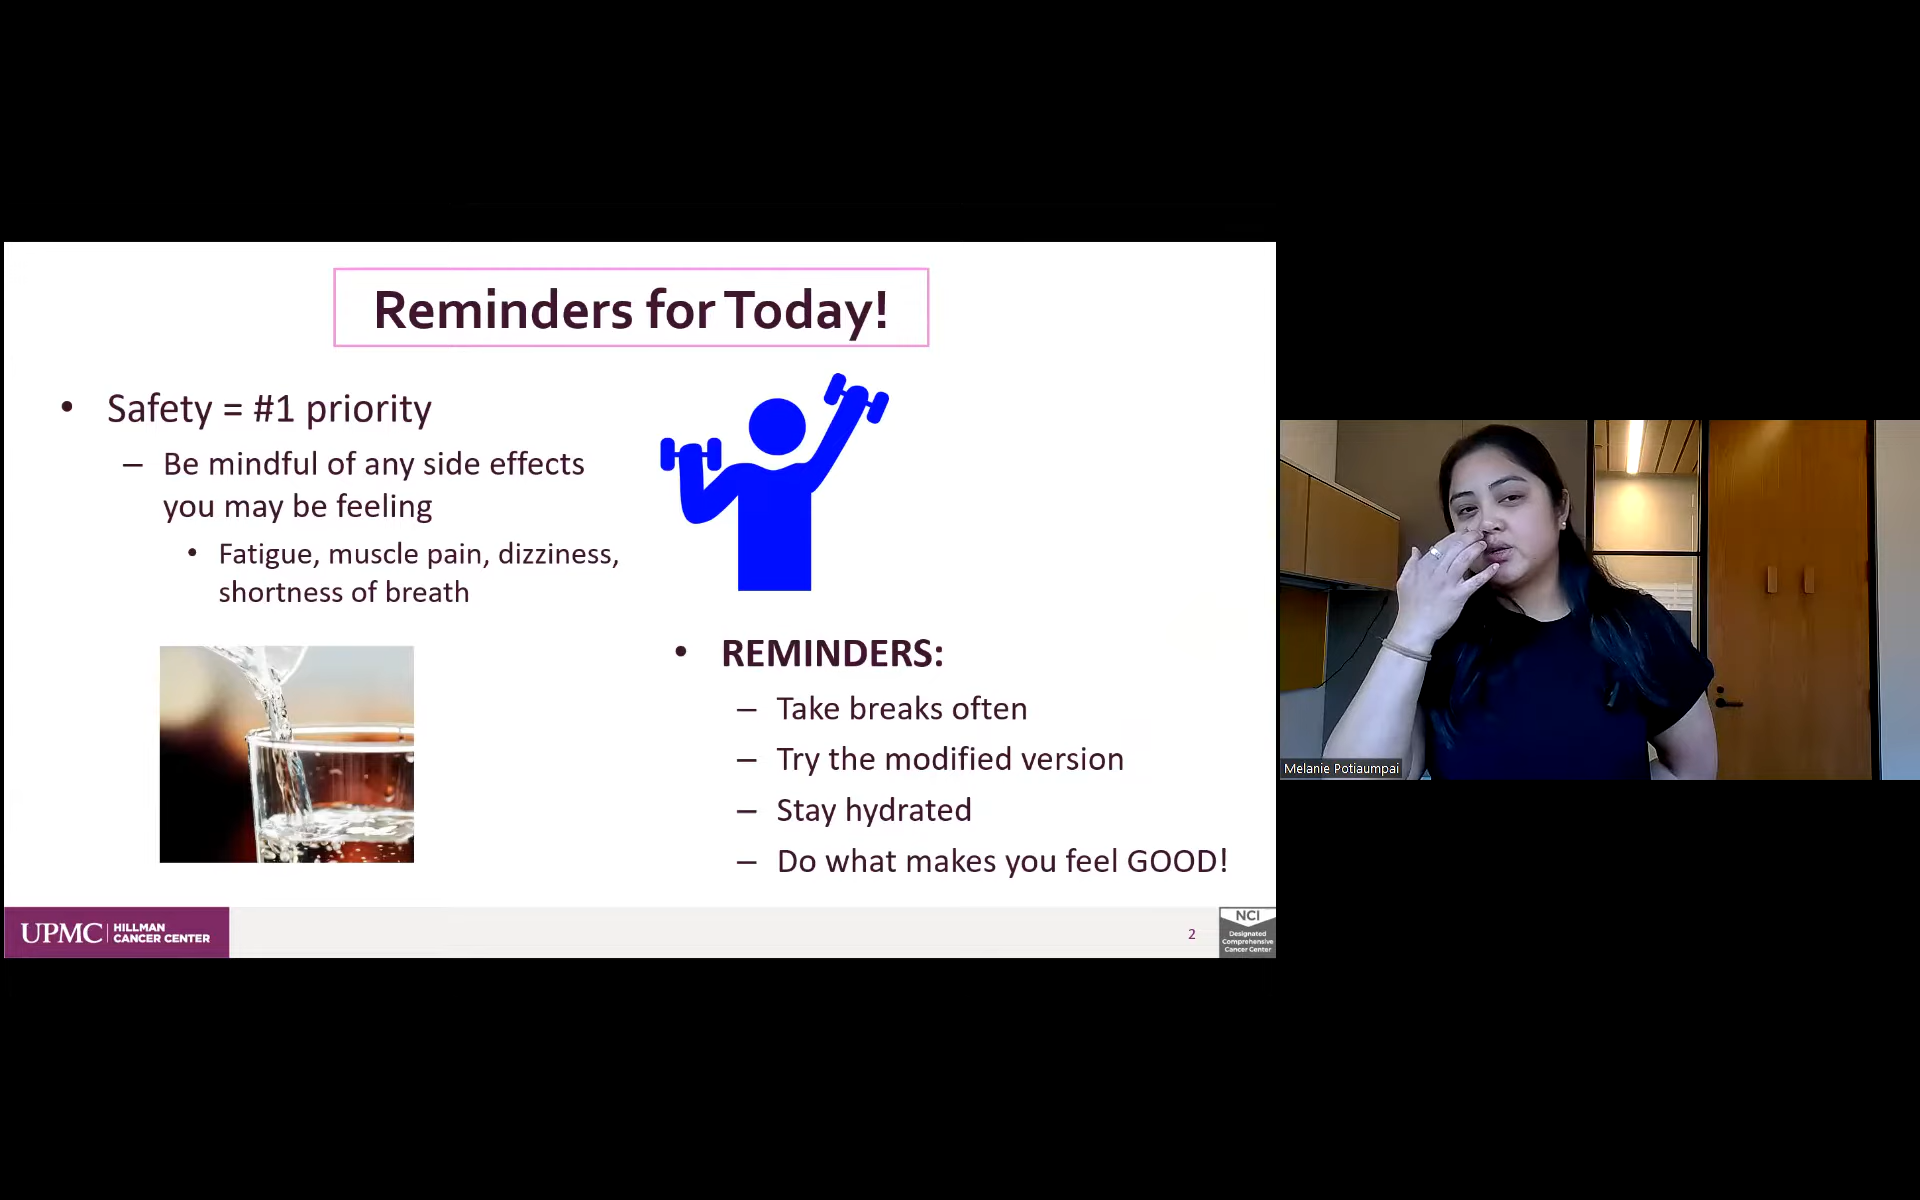 Reminders for Today!
• Safety = #1 priority
– Be mindful of any side effects
you may be feeling
• Fatigue, muscle pain, dizziness,
shortness of breath
• REMINDERS:
– Take breaks often
– Try the modified version
– Stay hydrated
– Do what makes you feel GOOD!
UPMC | HILLMAN
CANCER CENTER
2
NCI
Designated
Comprehensive
Cancer Center
Melanie Potiaumpai